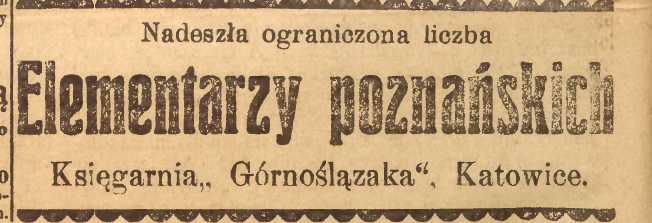 Nadeszła ograniczona liczba
Elementarzy poznańskich
Księgarnia„ Górnoślązaka“, Katowice.